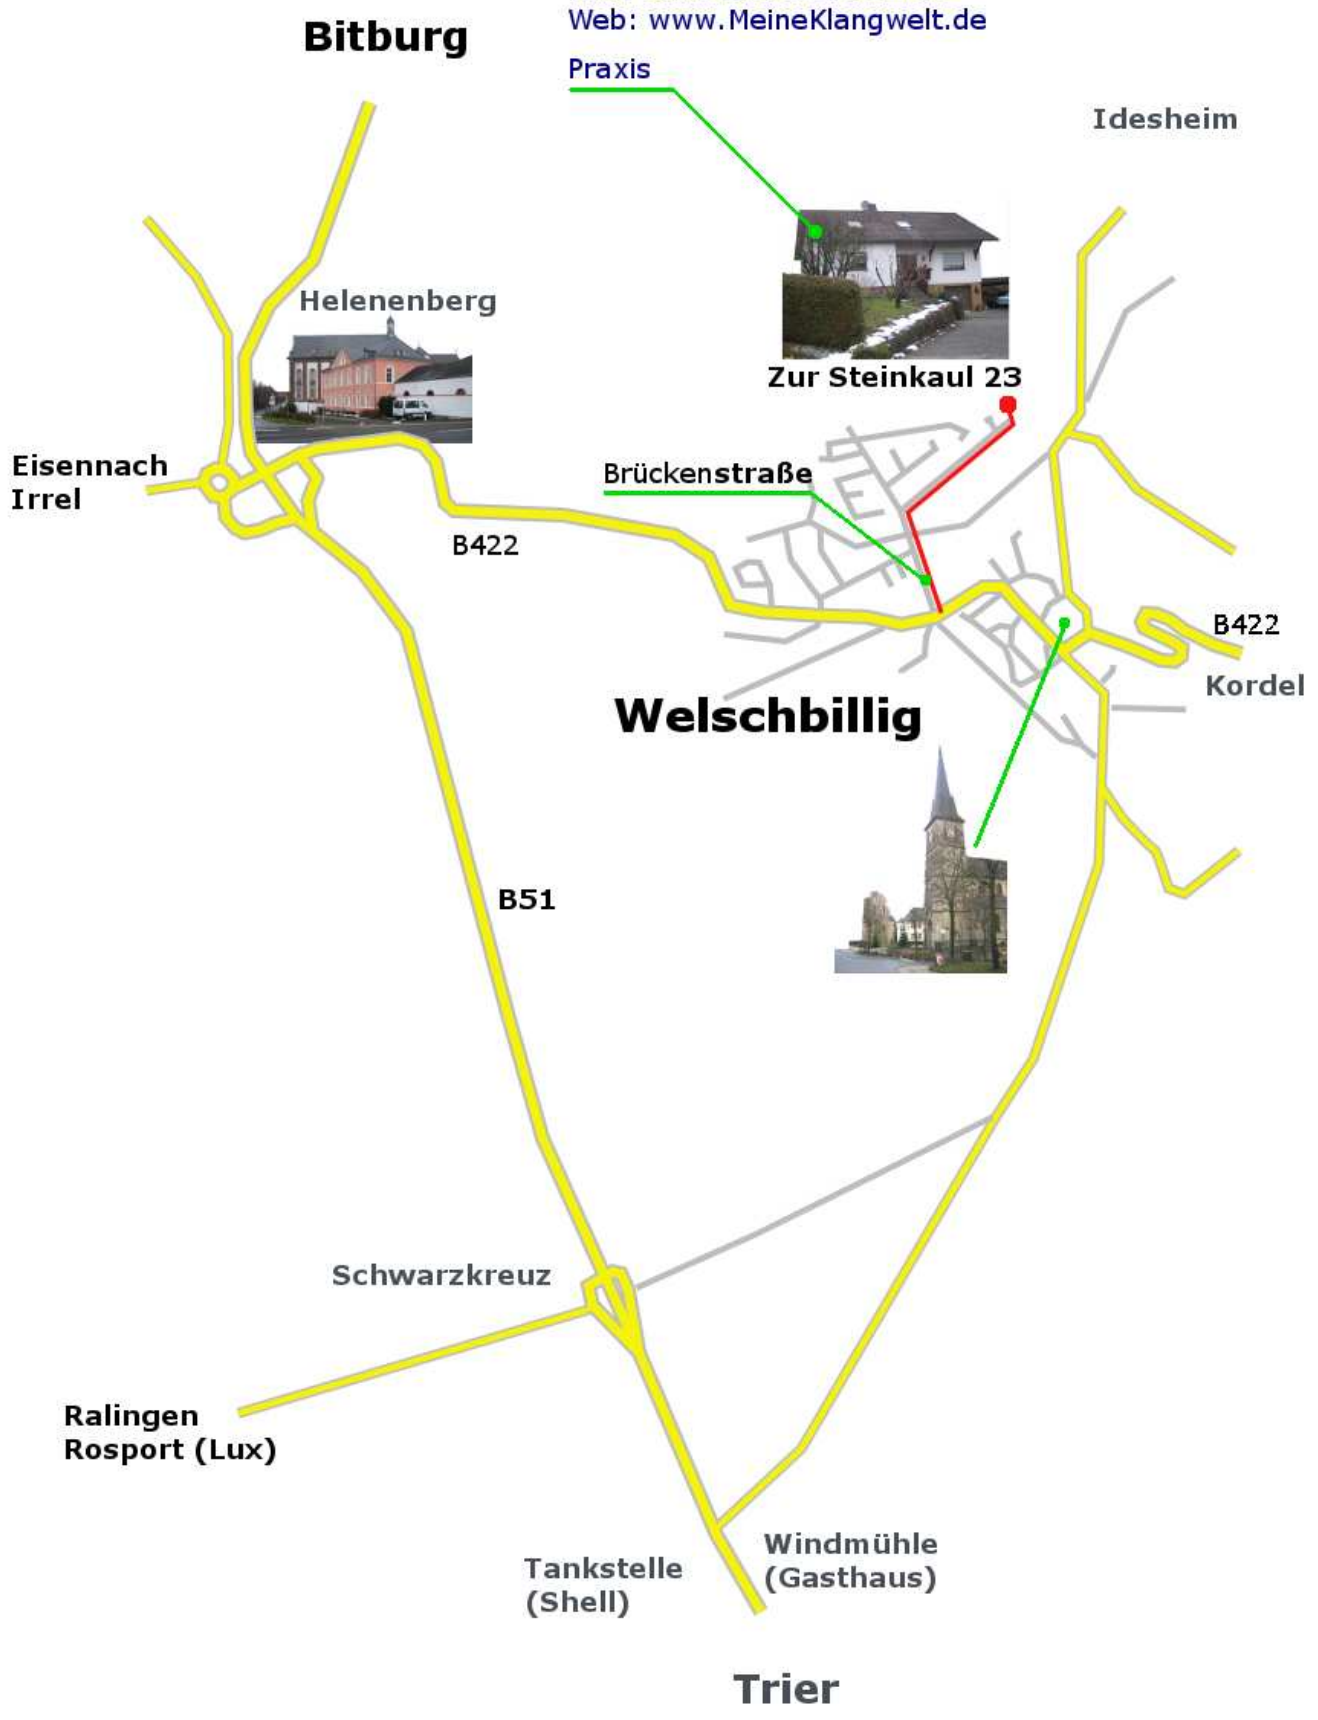 Web: www.MeineKlangwelt.de
Bitburg
Praxis
Idesheim
Helenenberg
Zur Steinkaul 23
Eisennach
Irrel
Brückenstraße
B422
B422
Kordel
Welschbillig
B51
Schwarzkreuz
Ralingen
Rosport (Lux)
Windmühle
(Gasthaus)
Tankstelle
(Shell)
Trier